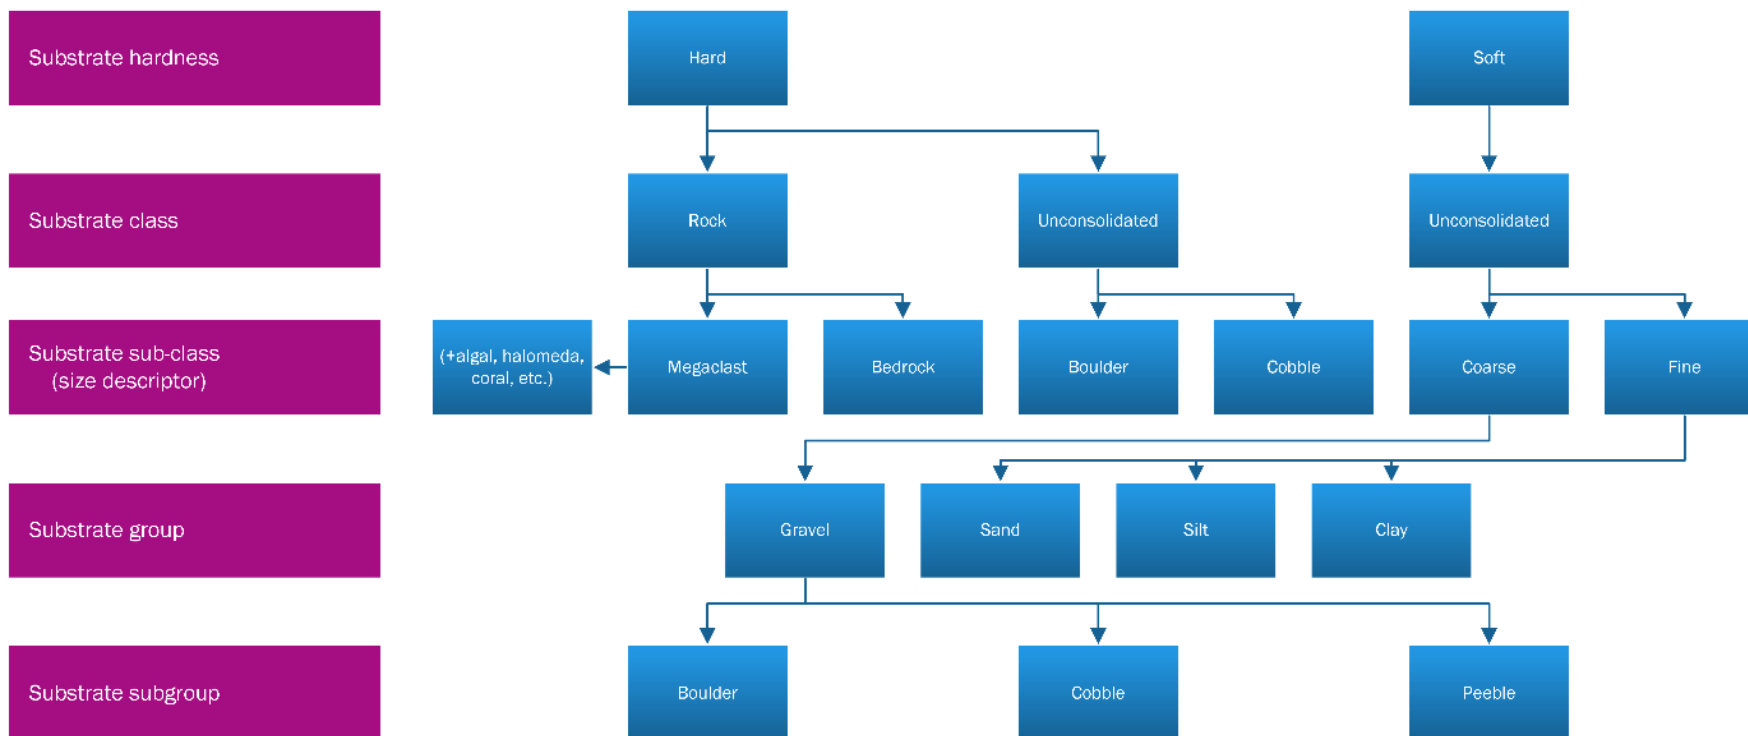 Substrate hardness
Hard
Soft
Substrate class
Rock
Unconsolidated
Unconsolidated
Substrate sub-class
(size descriptor)
(+algal, halomeda,
coral, etc.)
Megaclast
Bedrock
Boulder
Cobble
Coarse
Fine
Substrate group
Gravel
Sand
Silt
Clay
Substrate subgroup
Boulder
Cobble
Peeble